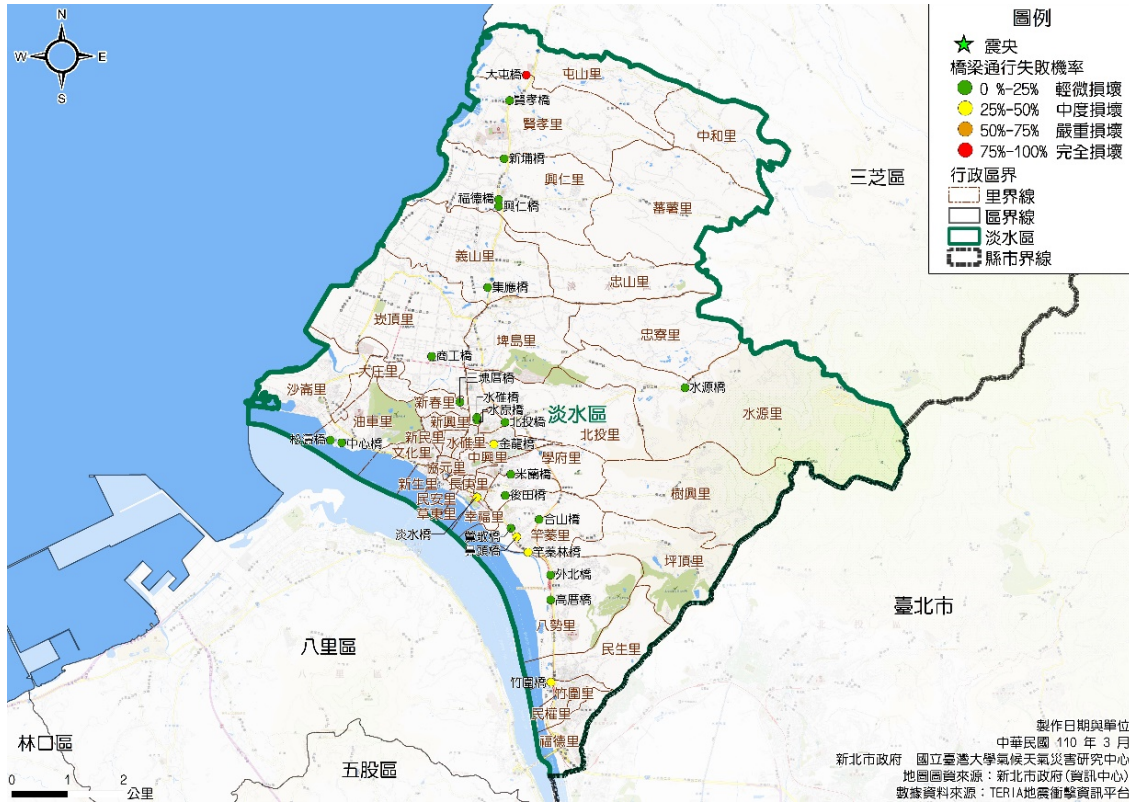 N
W
E
S
圖例
震央
橋梁通行失敗機率
0 %-25% 輕微損壞
25%-50% 中度損壞
50%-75% 嚴重損壞
75%-100% 完全損壞
行政區界
里界線
區界線
淡水區
縣市界線
大屯橋
屯山里
賢孝橋
賢孝里
中和里
新埔橋
興仁里
三芝區
福德橋
興仁橋
蕃薯里
義山里
忠山里
集應橋
崁頂里
埤島里
忠寮里
商工橋
大庄里
三塊厝橋
水源橋
沙崙里
新春里
水碓橋
水源里
油車里
新興里
北投橋
淡水區
北投里
中心橋
新民里
水碓里
金龍橋
文化里
中興里
學府里
米蘭橋
新生里
長庚里
樹興里
民安里
後田橋
草東里
幸福里
合山橋
淡水橋
竿蓁里
竿蓁林橋
坪頂里
外北橋
高厝橋
臺北市
八勢里
八里區
民生里
竹圍橋
竹圍里
民權里
福德里
林口區
五股區
0 1 2
公里
製作日期與單位
中華民國 110 年 3 月
新北市政府 國立臺灣大學氣候天氣災害研究中心
地圖圖資來源：新北市政府(資訊中心)
數據資料來源：TERIA地震衝擊資訊平台